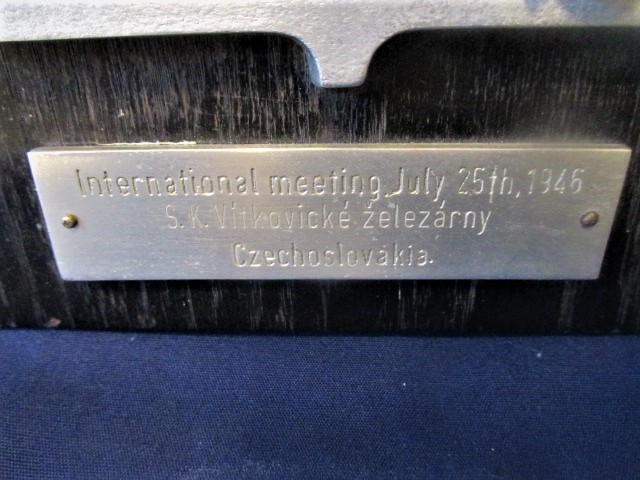 International meeting July 25th, 1946
S.K. Vítkovické železárny
Czechoslovakia.